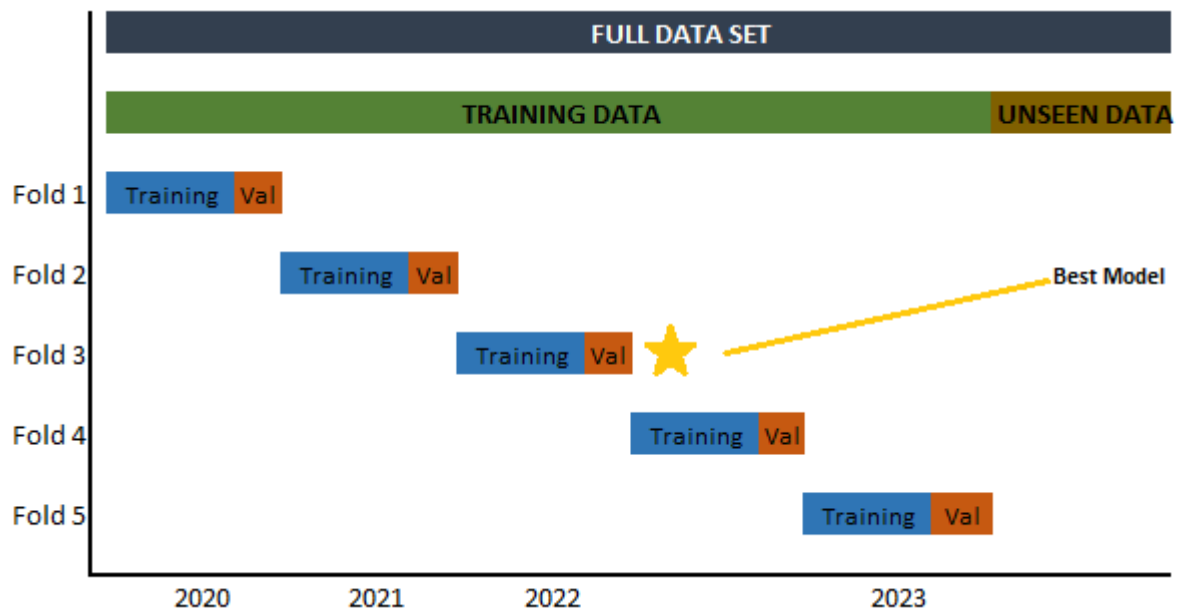 FULL DATA SET
TRAINING DATA UNSEEN DATA
Fold 1 Training Val
Fold 2 Training Val Best Model
Fold 3 Training Val
Fold 4 Training Val
Fold 5 Training Val
2020 2021 2022 2023